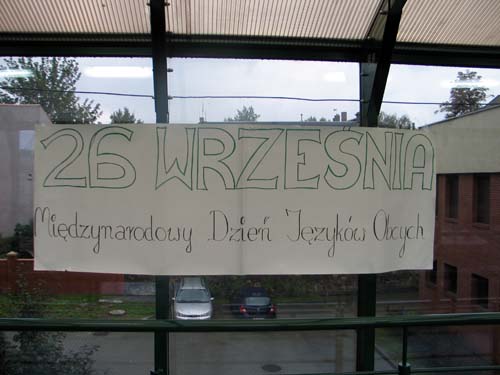 26 WRZEŚNIA
Międzynarodowy Dzień Języków Obcych